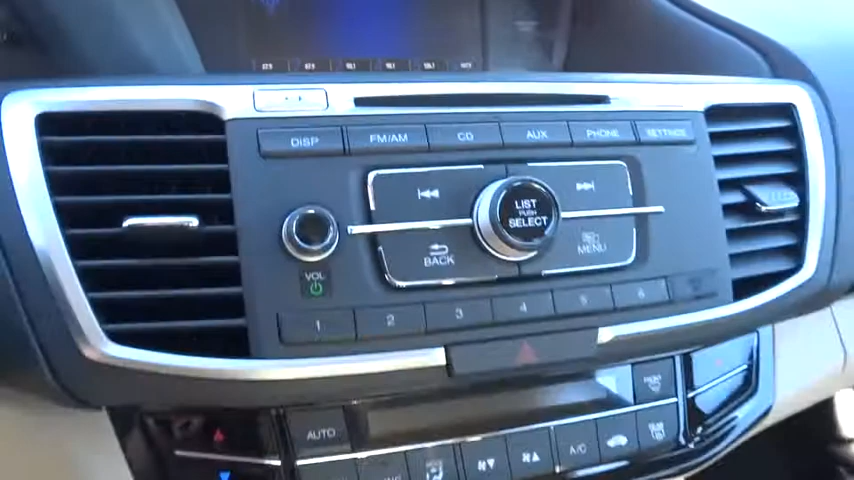 DISP FM/AM CD AUX PHONE SETTINGS
LIST
PUSH
SELECT
BACK MENU
VOL
1 2 3 4 5 6
AUTO A/C
REAR